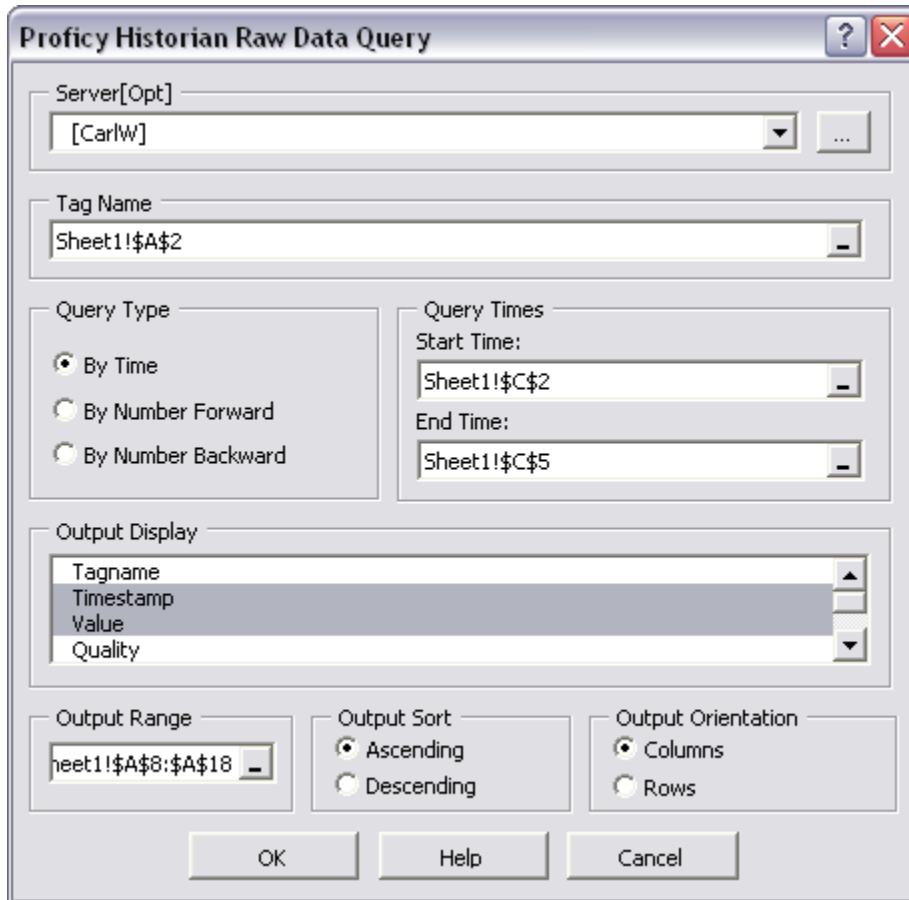 Proficy Historian Raw Data Query
Server[Opt]
[CarlW]
...
Tag Name
Sheet1!$A$2
Query Type
By Time
By Number Forward
By Number Backward
Query Times
Start Time:
Sheet1!$C$2
End Time:
Sheet1!$C$5
Output Display
Tagname
Timestamp
Value
Quality
Output Range
heet1!$A$8:$A$18
Output Sort
Ascending
Descending
Output Orientation
Columns
Rows
OK
Help
Cancel